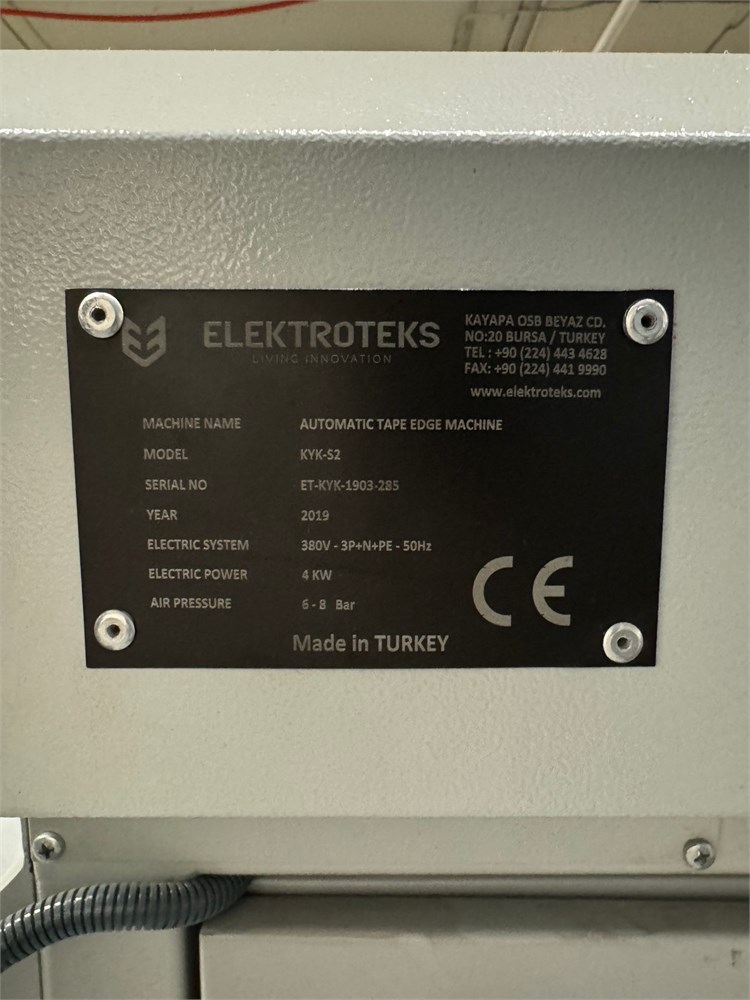 ELEKTROTEKS
LIVING INNOVATION
KAYAPA OSB BEYAZ CD.
NO:20 BURSA / TURKEY
TEL : +90 (224) 443 4628
FAX: +90 (224) 441 9990
www.elektroteks.com
MACHINE NAME AUTOMATIC TAPE EDGE MACHINE
MODEL KYK-S2
SERIAL NO ET-KYK-1903-285
YEAR 2019
ELECTRIC SYSTEM 380V - 3P+N+PE - 50Hz
ELECTRIC POWER 4 KW
AIR PRESSURE 6 - 8 Bar
CE
Made in TURKEY